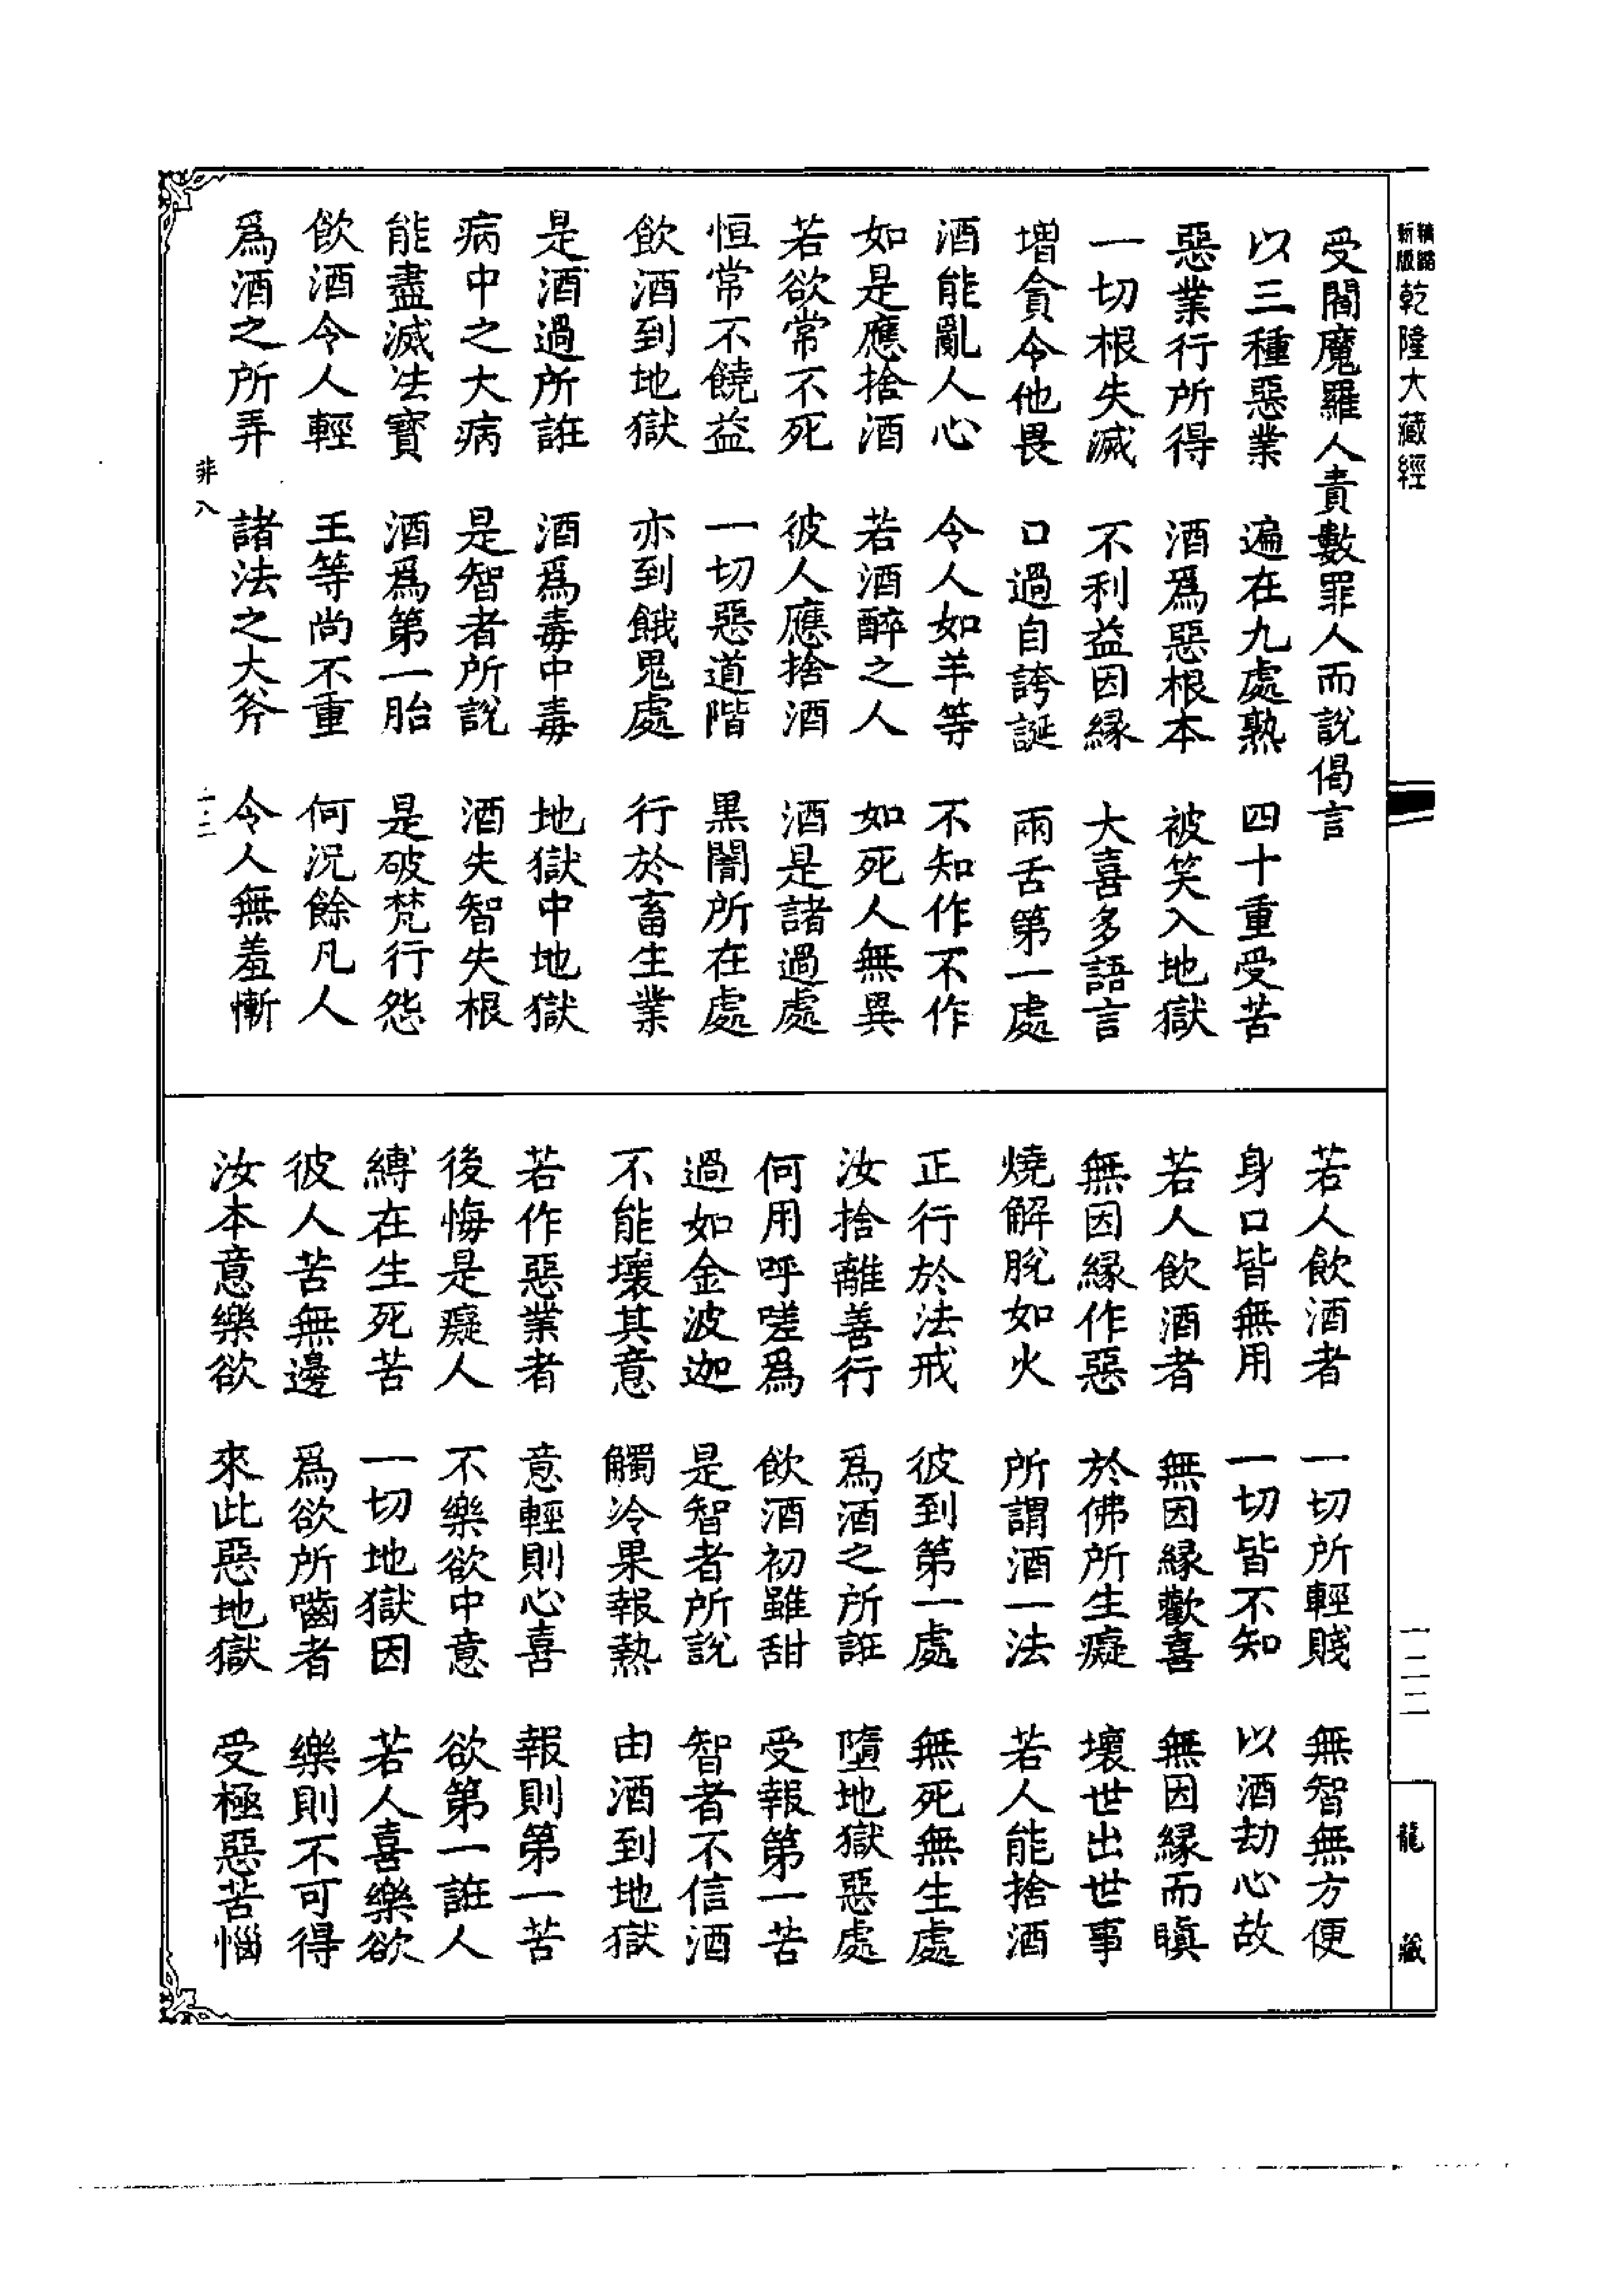 新版
乾隆大藏經
受閻魔羅人責數罪人而說偈言
以三種惡業 遍在九處熟 四十重受苦
惡業行所得 酒爲惡根本 被笑入地獄
一切根失滅 不利益因緣 大喜多語言
增貪令他畏 口過自誇誕 兩舌第一處
酒能亂人心 令人如羊等 不知作不作
如是應捨酒 若酒醉之人 如死人無異
若欲常不死 彼人應捨酒 酒是諸過處
恒常不饒益 一切惡道階 黑闇所在處
飲酒到地獄 亦到餓鬼處 行於畜生業
是酒過所誑 酒爲毒中毒 地獄中地獄
病中之大病 是智者所說 酒失智失根
能盡滅法寶 酒爲第一胎 是破梵行怨
飲酒令人輕 王等尚不重 何況餘凡人
爲酒之所弄 諸法之大斧 令人無羞慚
非八 十二
若人飲酒者 一切所輕賤 無智無方便
身口皆無用 一切皆不知 以酒劫心故
若人飲酒者 無因緣歡喜 無因緣而瞋
無因緣作惡 於佛所生癡 壞世出世事
燒解脫如火 所謂酒一法 若人能捨酒
正行於法戒 彼到第一處 無死無生處
汝捨離善行 爲酒之所誑 墮地獄惡處
何用呼嗟爲 飲酒初雖甜 受報第一苦
過如金波迦 是智者所說 智者不信酒
不能壞其意 觸冷果報熱 由酒到地獄
若作惡業者 意輕則心喜 報則第一苦
後悔是癡人 不樂欲中意 欲第一誑人
縛在生死苦 一切地獄因 若人喜樂欲
彼人苦無邊 爲欲所嚙者 樂則不可得
汝本意樂欲 來此惡地獄 受極惡苦惱
一二二
龍藏